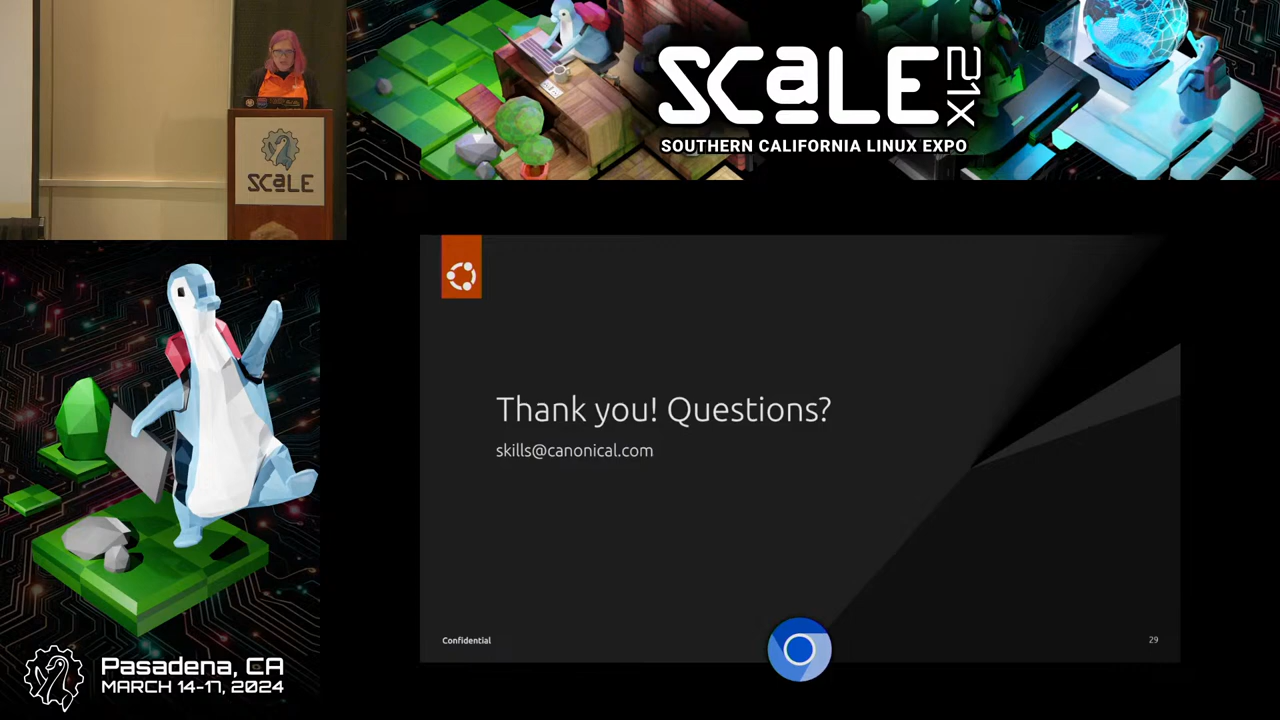 SCaLE
SCALE 21X
SOUTHERN CALIFORNIA LINUX EXPO
Thank you! Questions?
skills@canonical.com
Confidential
29
Pasadena, CA
MARCH 14-17, 2024